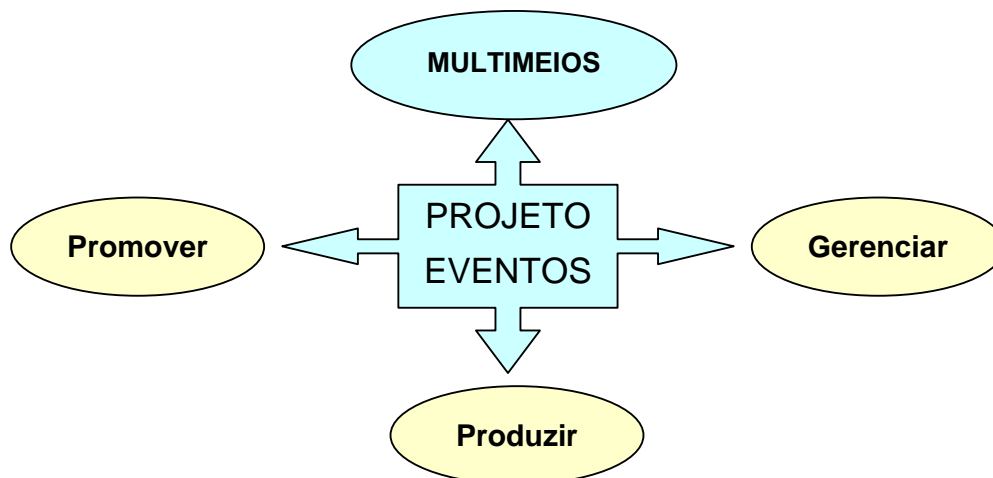 MULTIMEIOS
PROJETO
EVENTOS
Promover
Gerenciar
Produzir